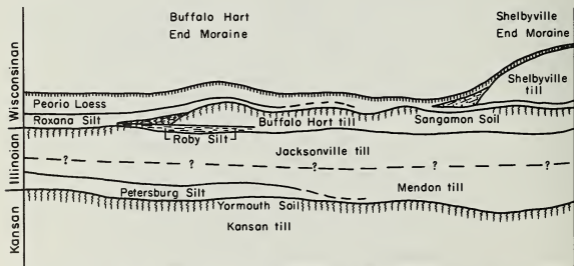 Buffalo Hart
End Moraine
Shelbyville
End Moraine
Wisconsinan
Illinoian
Kansan
Shelbyville
till
Peorio Loess
Roxana Silt
Buffalo Hart till
Sangamon Soil
Roby Silt
Jacksonville till
? ? ? ? ?
Mendon till
Petersburg Silt
Yarmouth Soil
Kansan till